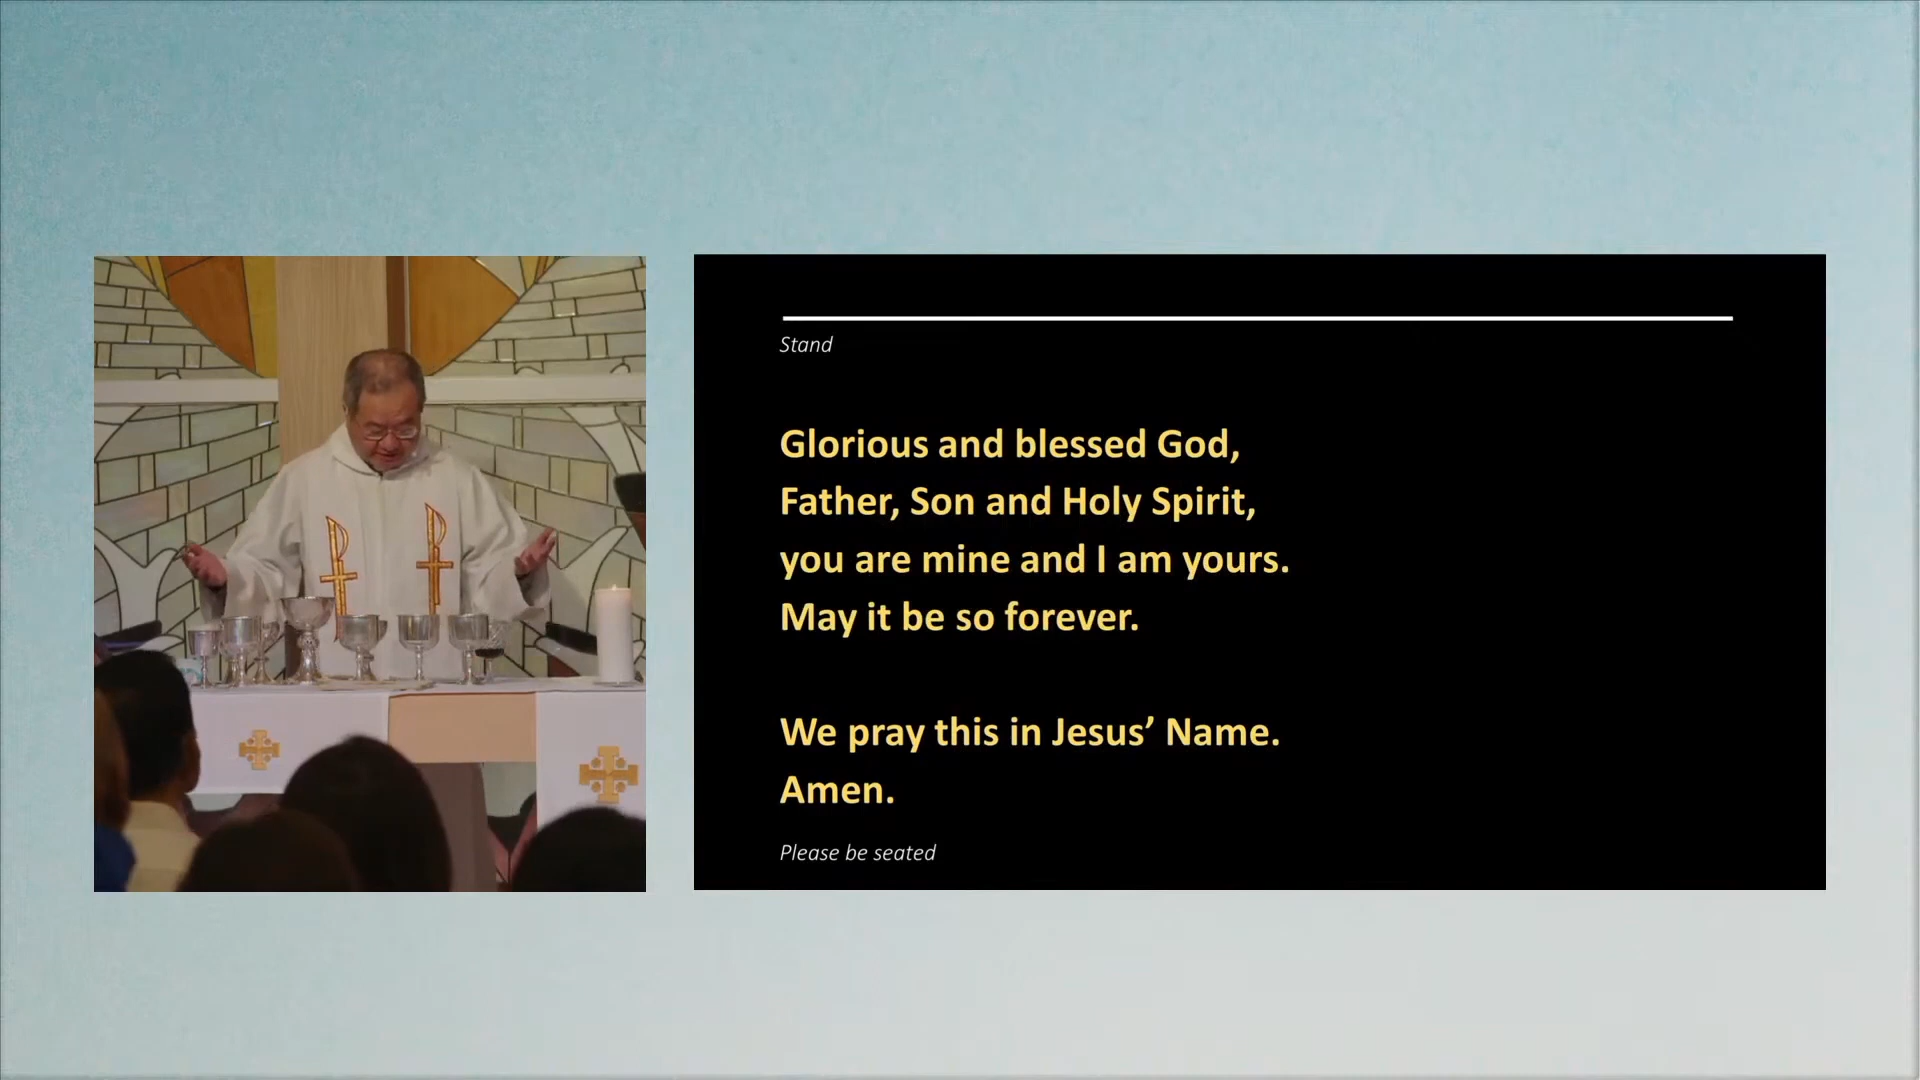 Stand
Glorious and blessed God,
Father, Son and Holy Spirit,
you are mine and I am yours.
May it be so forever.
We pray this in Jesus’ Name.
Amen.
Please be seated